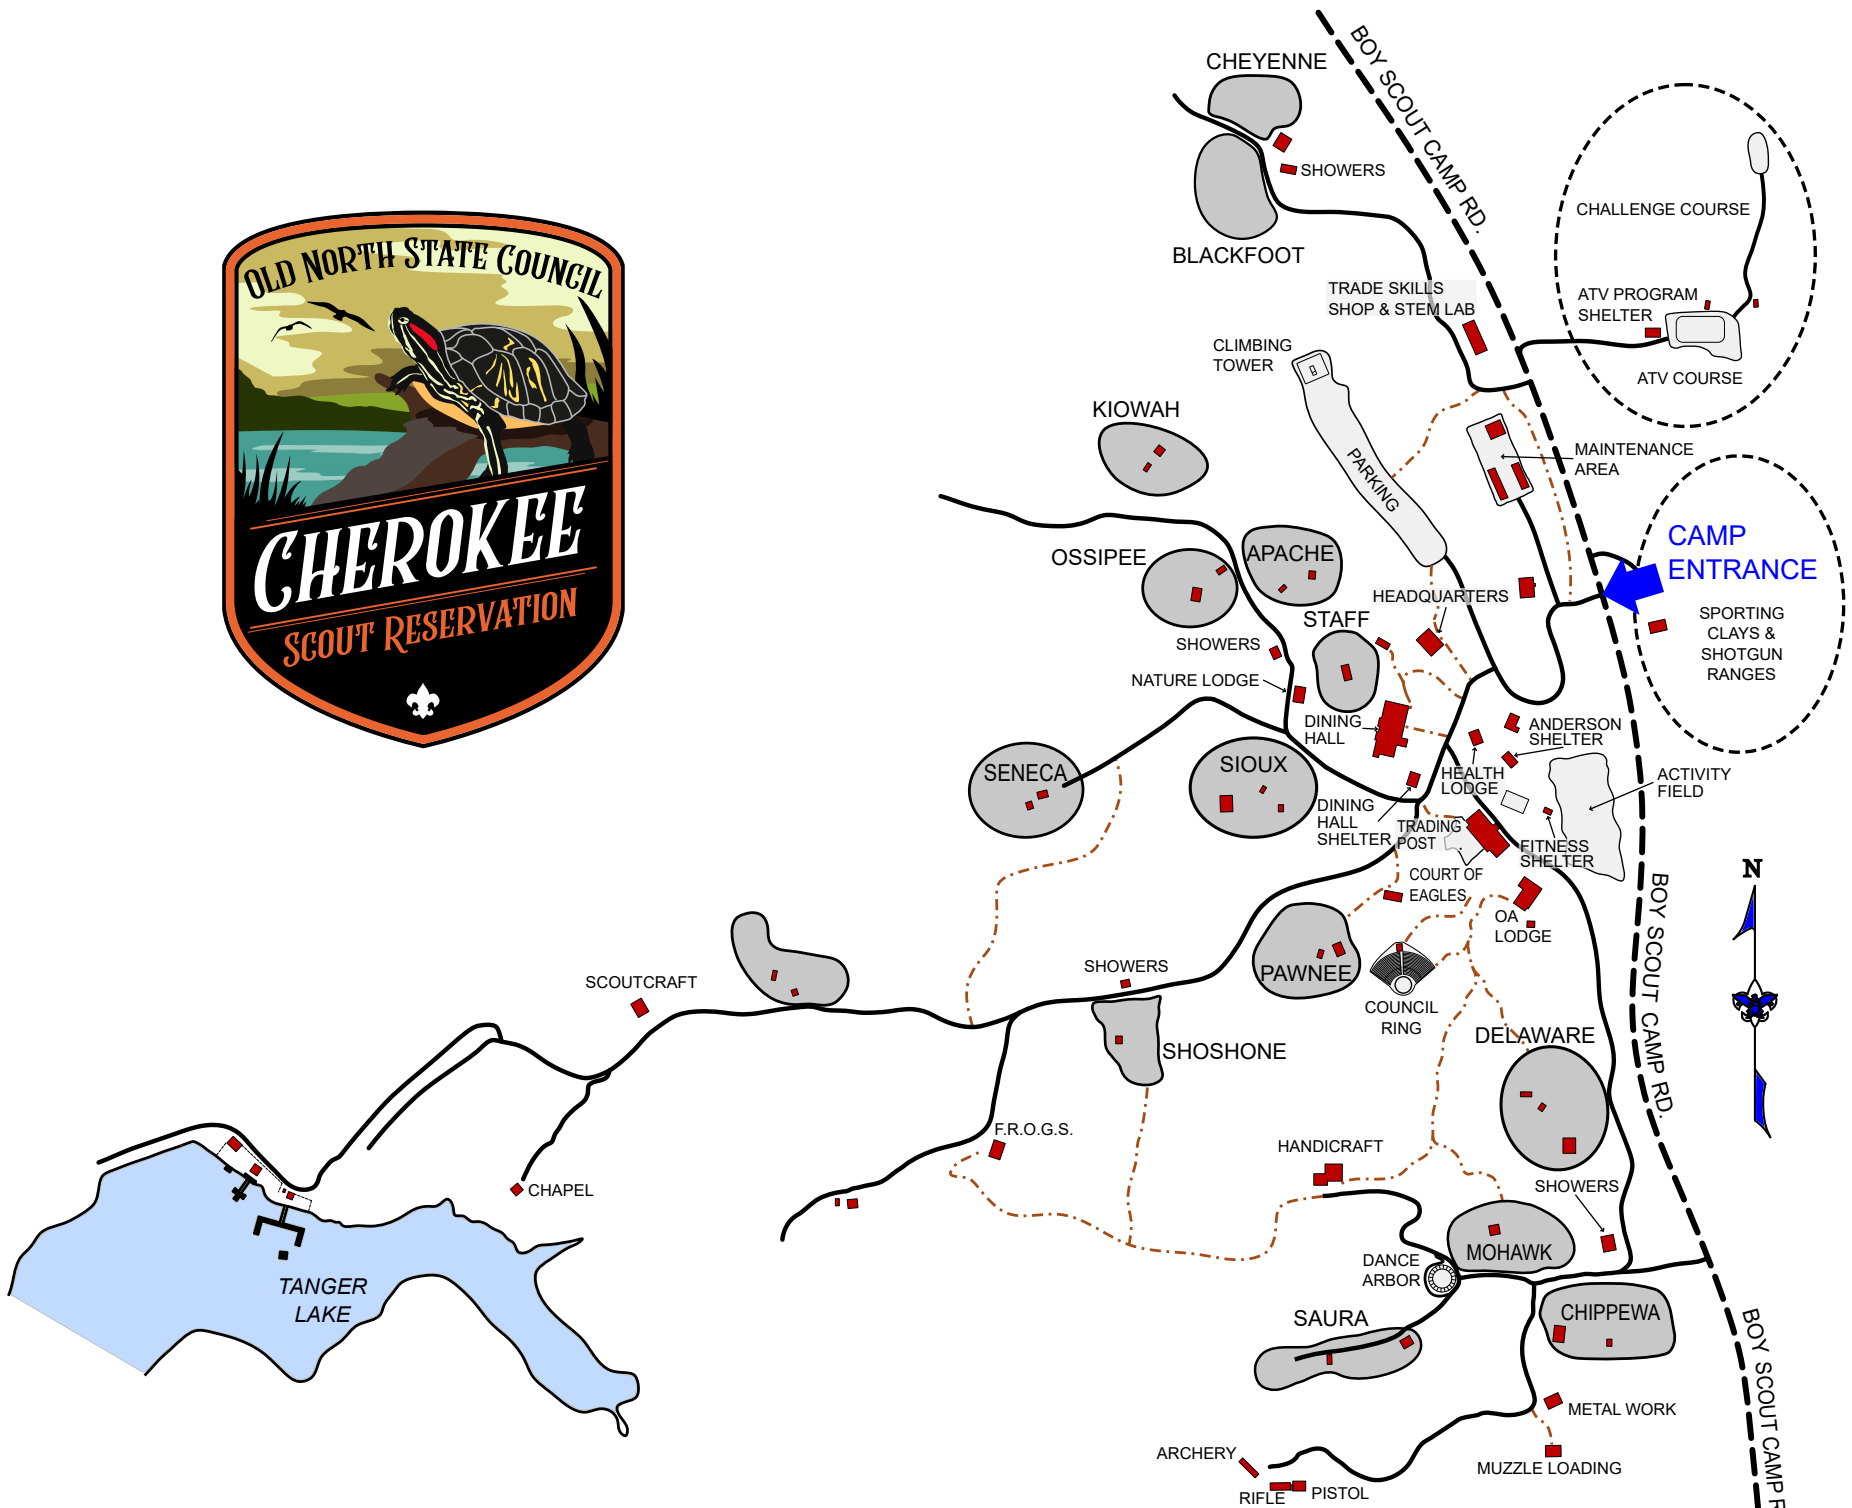 OLD NORTH STATE COUNCIL
CHEROKEE
SCOUT RESERVATION
CHEYENNE
SHOWERS
BLACKFOOT
BOY SCOUT CAMP RD.
CHALLENGE COURSE
ATV PROGRAM
SHELTER
ATV COURSE
TRADE SKILLS
SHOP & STEM LAB
CLIMBING
TOWER
PARKING
KIOWAH
MAINTENANCE
AREA
CAMP
ENTRANCE
SPORTING
CLAYS &
SHOTGUN
RANGES
OSSIPEE
APACHE
HEADQUARTERS
STAFF
SHOWERS
NATURE LODGE
DINING
HALL
ANDERSON
SHELTER
HEALTH
LODGE
ACTIVITY
FIELD
SENECA
SIOUX
DINING
HALL
SHELTER
TRADING
POST
FITNESS
SHELTER
COURT OF
EAGLES
OA
LODGE
BOY SCOUT CAMP RD.
N
PAWNEE
COUNCIL
RING
SHOWERS
SCOUTCRAFT
SHOSHONE
DELAWARE
F.R.O.G.S.
HANDICRAFT
CHAPEL
SHOWERS
MOHAWK
DANCE
ARBOR
TANGER
LAKE
SAURA
CHIPPEWA
BOY SCOUT CAMP R
METAL WORK
MUZZLE LOADING
ARCHERY
RIFLE
PISTOL